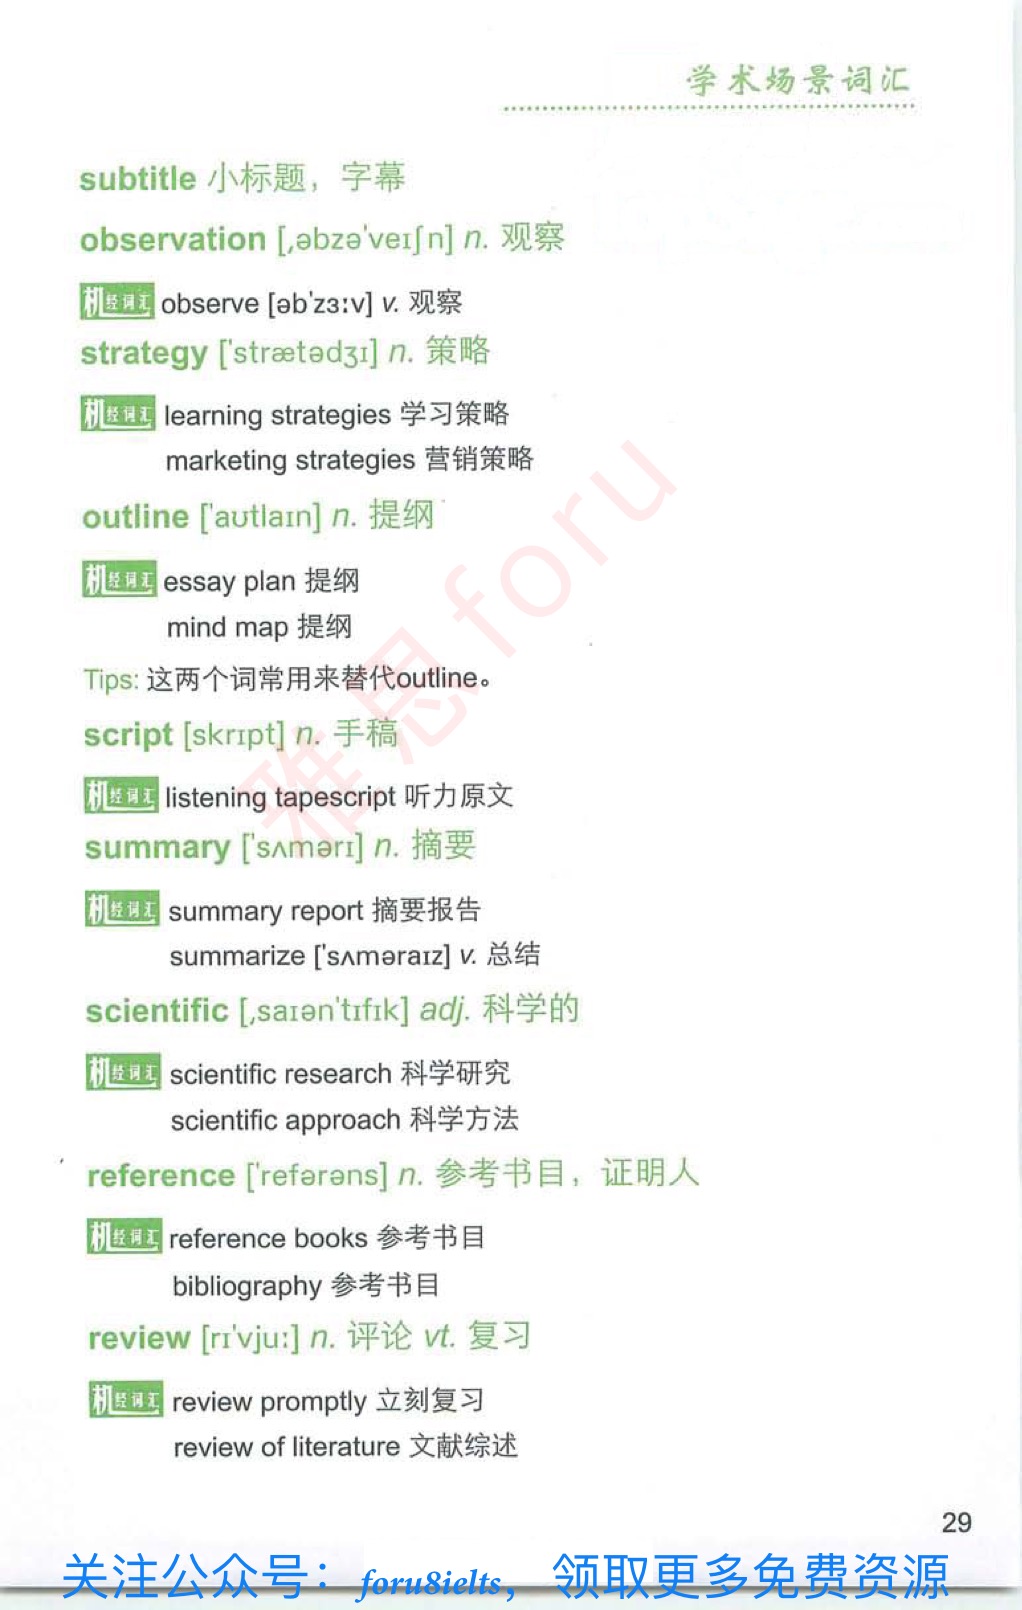 学术场景词汇
subtitle 小标题，字幕
observation [ˌəbzəˈveɪʃn] n. 观察
机经词汇 observe [əbˈzɜːv] v. 观察
strategy [ˈstrætədʒɪ] n. 策略
机经词汇 learning strategies 学习策略
marketing strategies 营销策略
outline [ˈaʊtlaɪn] n. 提纲
机经词汇 essay plan 提纲
mind map 提纲
Tips: 这两个词常用来替代outline。
script [skrɪpt] n. 手稿
机经词汇 listening tapescript 听力原文
summary [ˈsʌmərɪ] n. 摘要
机经词汇 summary report 摘要报告
summarize [ˈsʌməraɪz] v. 总结
scientific [ˌsaɪənˈtɪfɪk] adj. 科学的
机经词汇 scientific research 科学研究
scientific approach 科学方法
reference [ˈrefərəns] n. 参考书目，证明人
机经词汇 reference books 参考书目
bibliography 参考书目
review [rɪˈvjuː] n. 评论 vt. 复习
机经词汇 review promptly 立刻复习
review of literature 文献综述
29
雅思foru
关注公众号：foru8ielts，领取更多免费资源